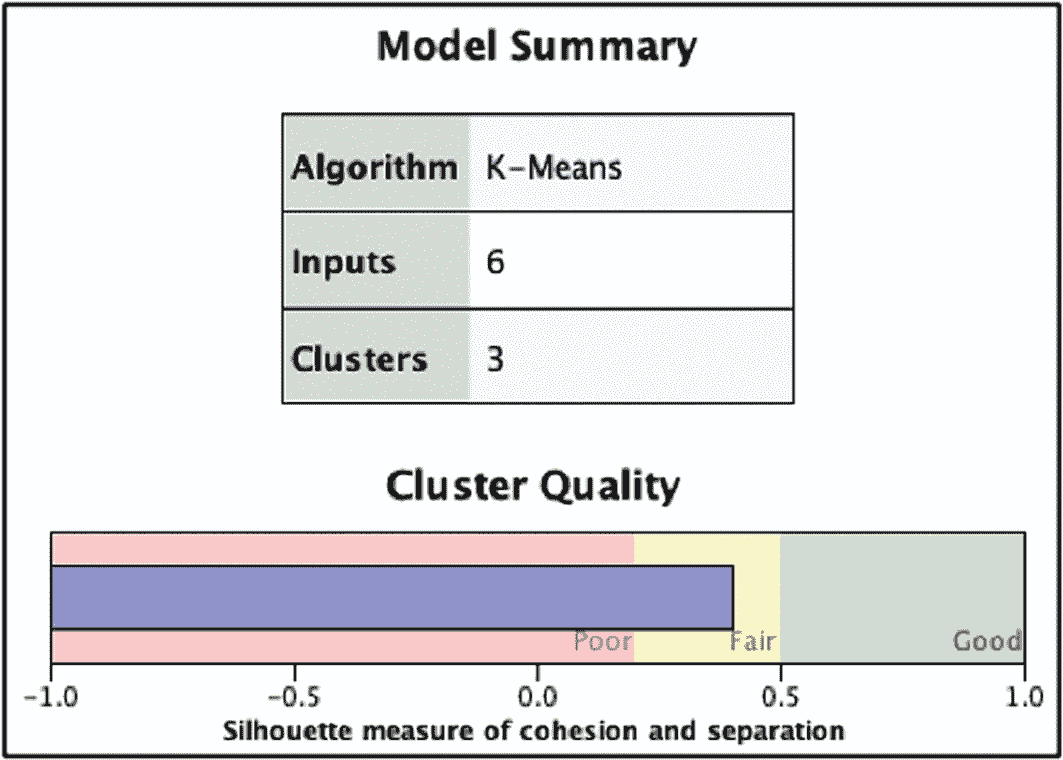 Model Summary
Algorithm K-Means
Inputs 6
Clusters 3
Cluster Quality
Poor Fair Good
-1.0 -0.5 0.0 0.5 1.0
Silhouette measure of cohesion and separation